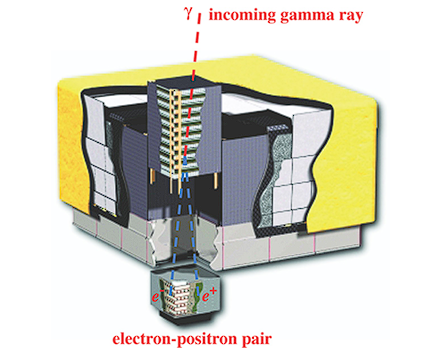 γ incoming gamma ray
e⁻ e⁺
electron-positron pair